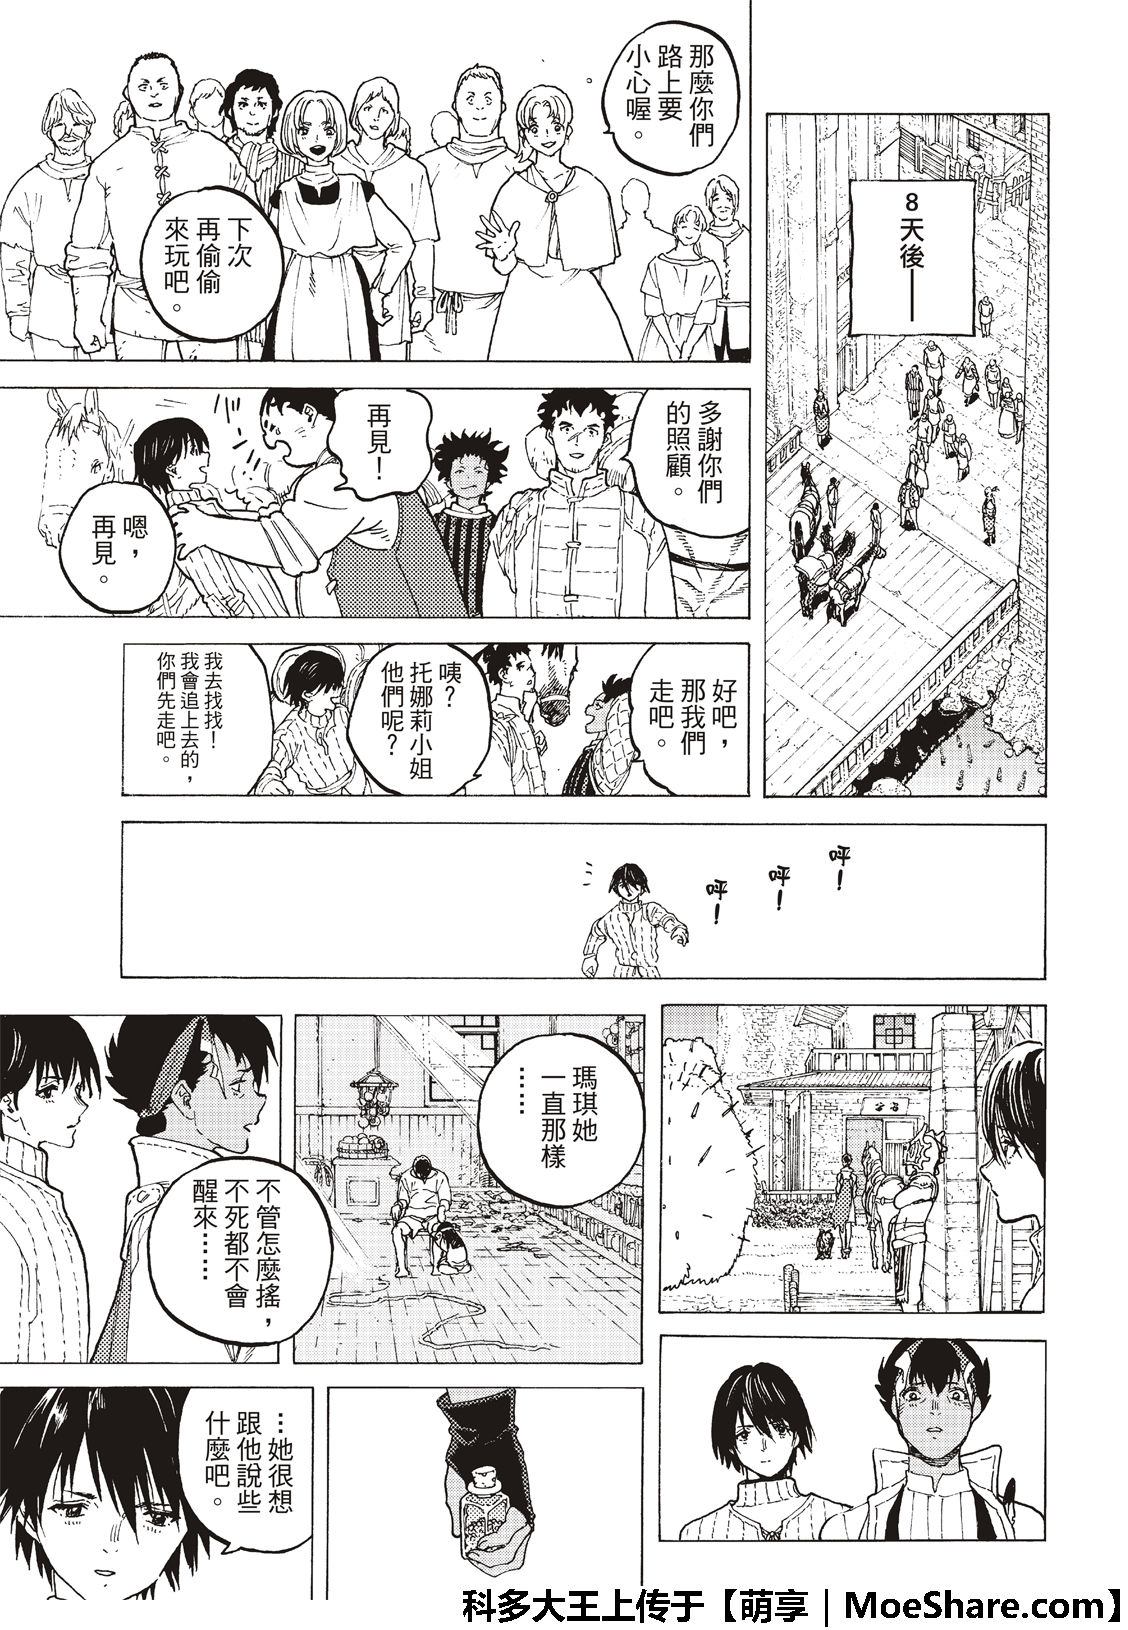 8天後——
那麼你們
路上要
小心喔。
下次
再偷偷
來玩吧。
多謝你們
的照顧。
再見！
嗯，
再見。
好吧，
那我們
走吧。
咦？
托娜莉小姐
他們呢？
我去找找！
我會追上去的，
你們先走吧。
呼！
呼！
呼！
瑪琪她
一直那樣
……
不管怎麼搖，
不死都不會
醒來……
…她很想
跟他說些
什麼吧。
科多大王上传于【萌享｜MoeShare.com】